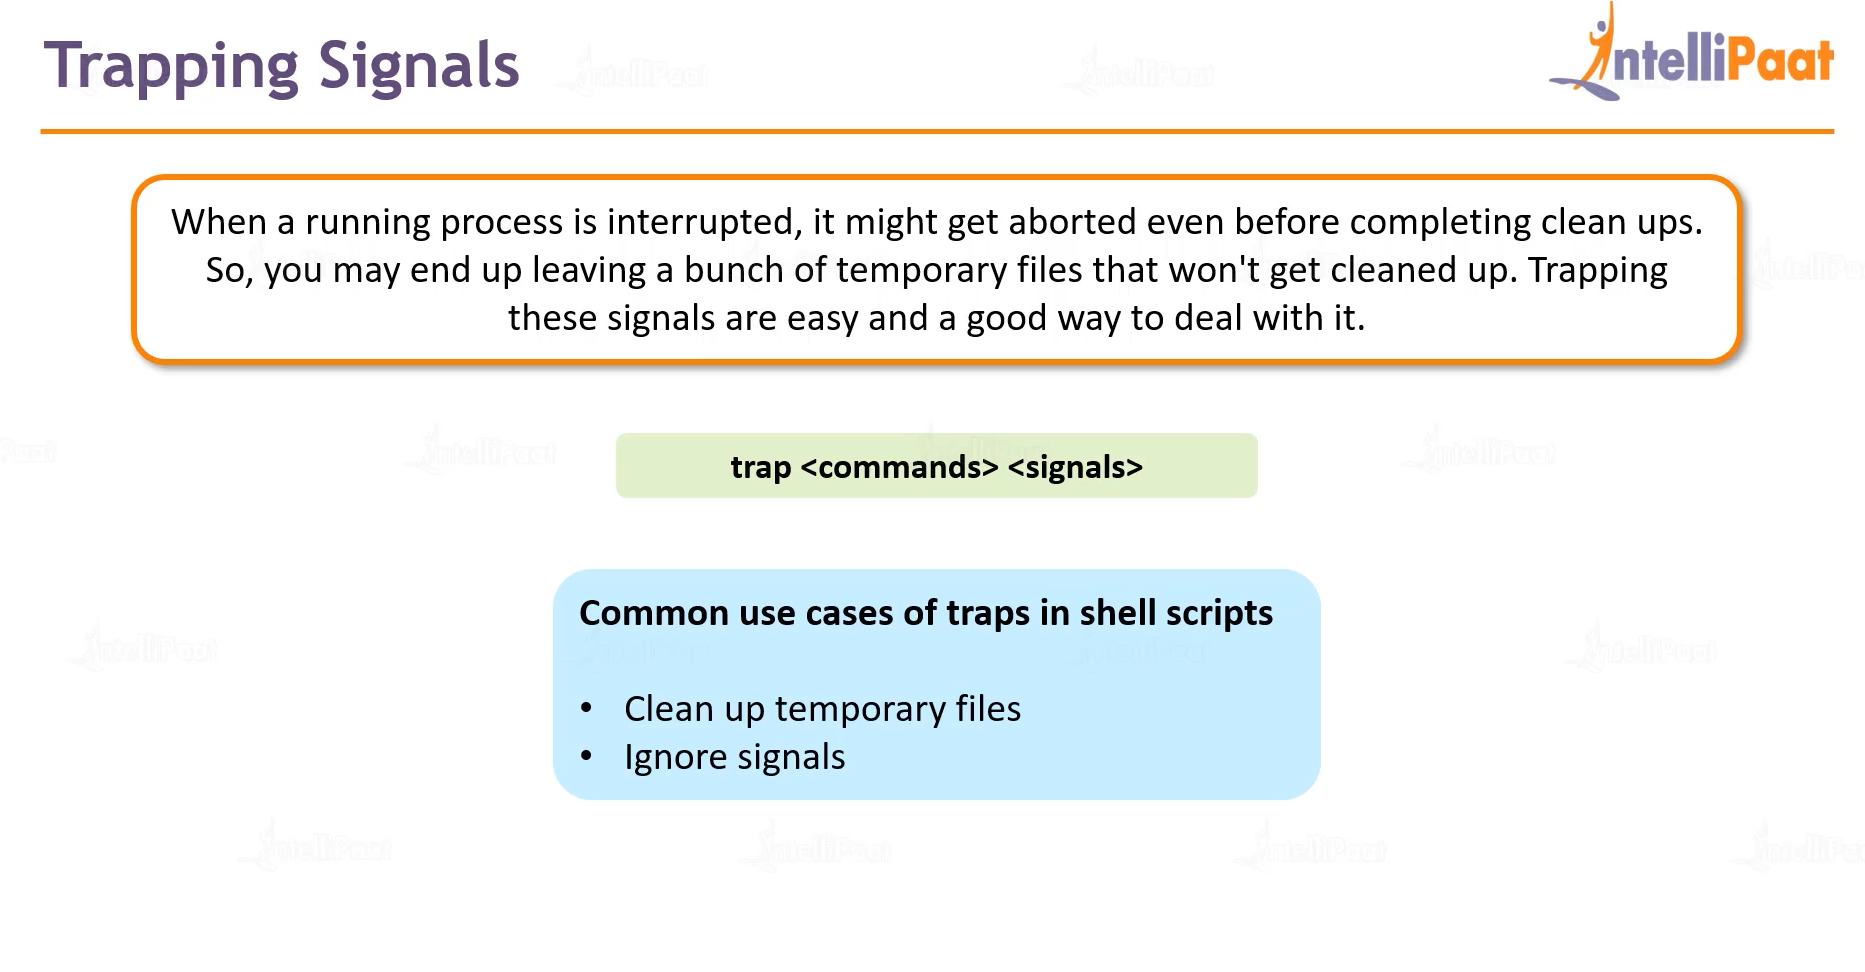 Trapping Signals
IntelliPaat
When a running process is interrupted, it might get aborted even before completing clean ups.
So, you may end up leaving a bunch of temporary files that won't get cleaned up. Trapping
these signals are easy and a good way to deal with it.
trap <commands> <signals>
Common use cases of traps in shell scripts
• Clean up temporary files
• Ignore signals